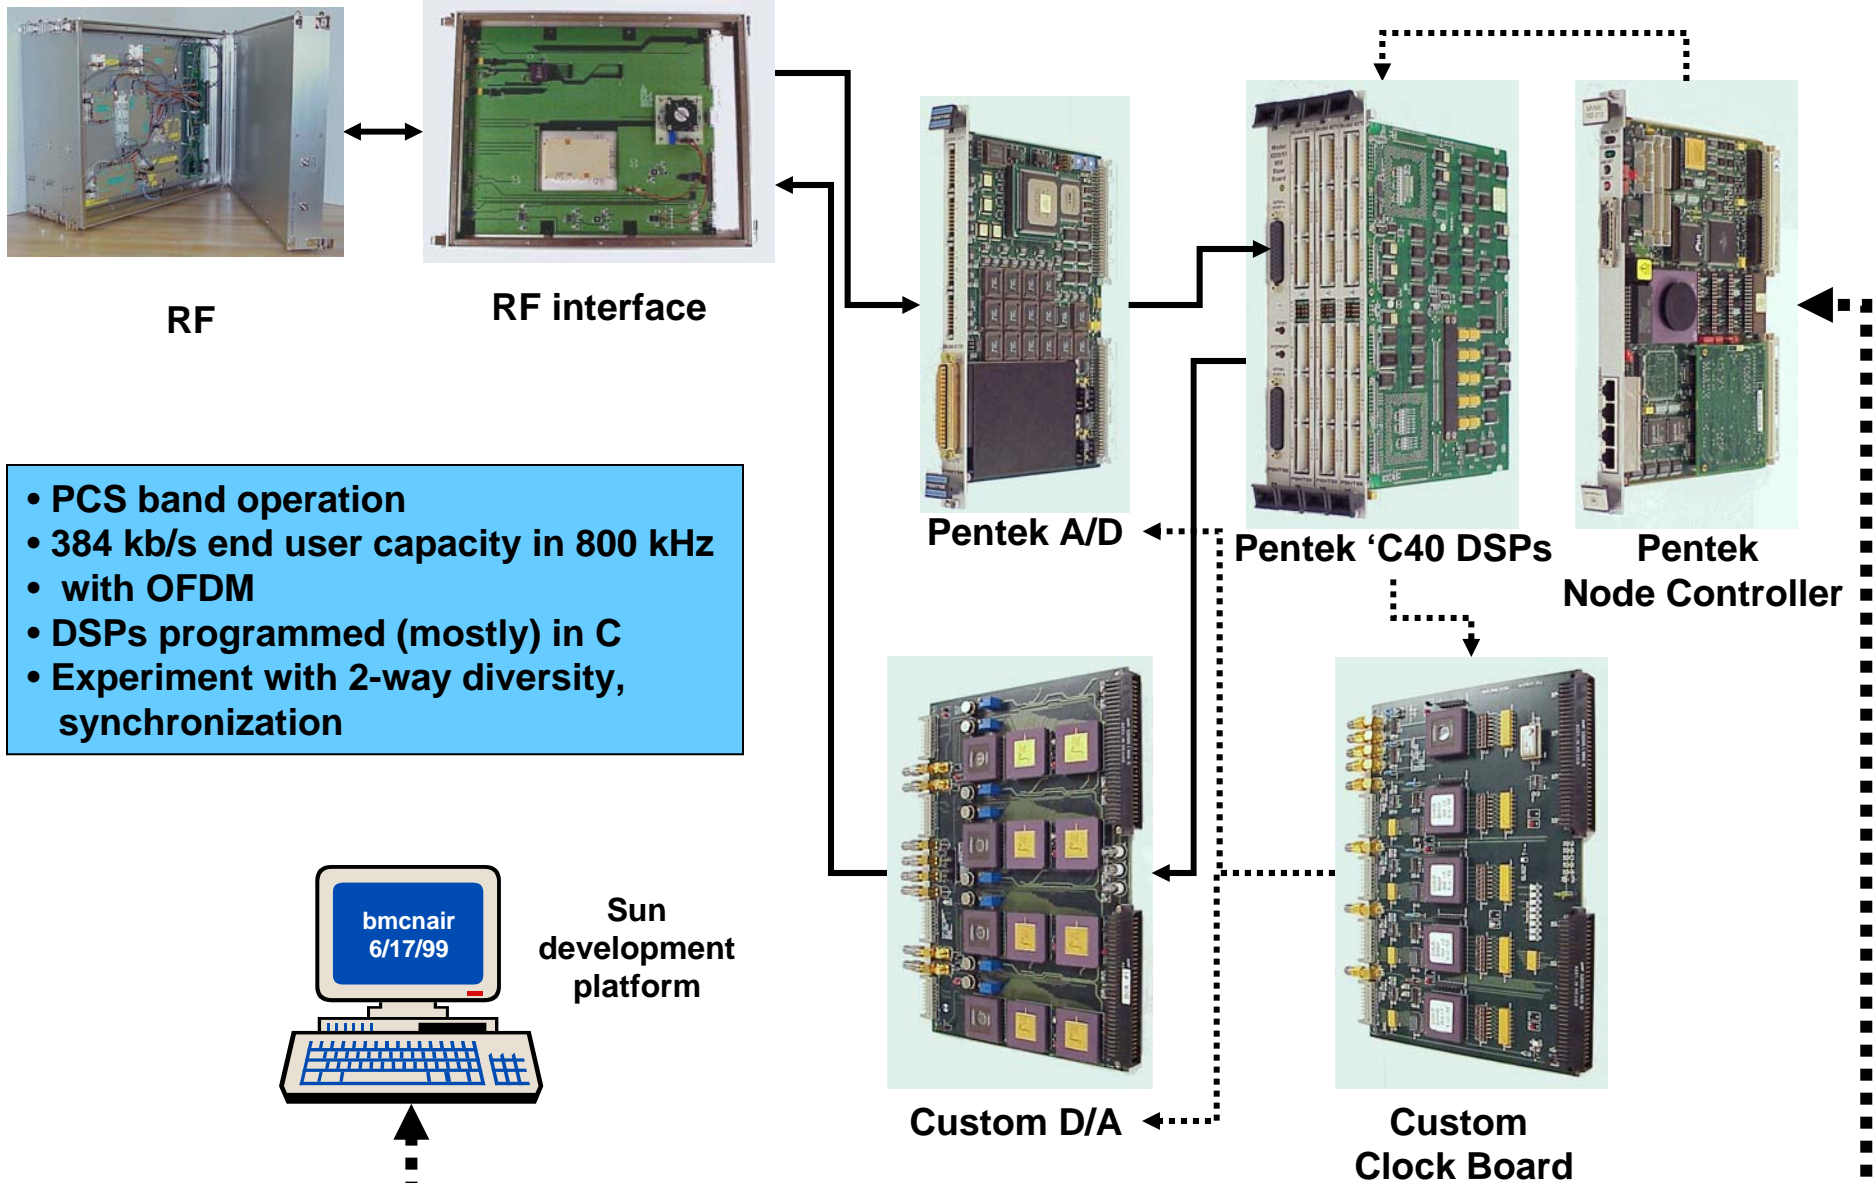 RF
RF interface
• PCS band operation
• 384 kb/s end user capacity in 800 kHz
• with OFDM
• DSPs programmed (mostly) in C
• Experiment with 2-way diversity,
synchronization
Pentek A/D
Pentek ‘C40 DSPs
Pentek
Node Controller
bmcnair
6/17/99
Sun
development
platform
Custom D/A
Custom
Clock Board